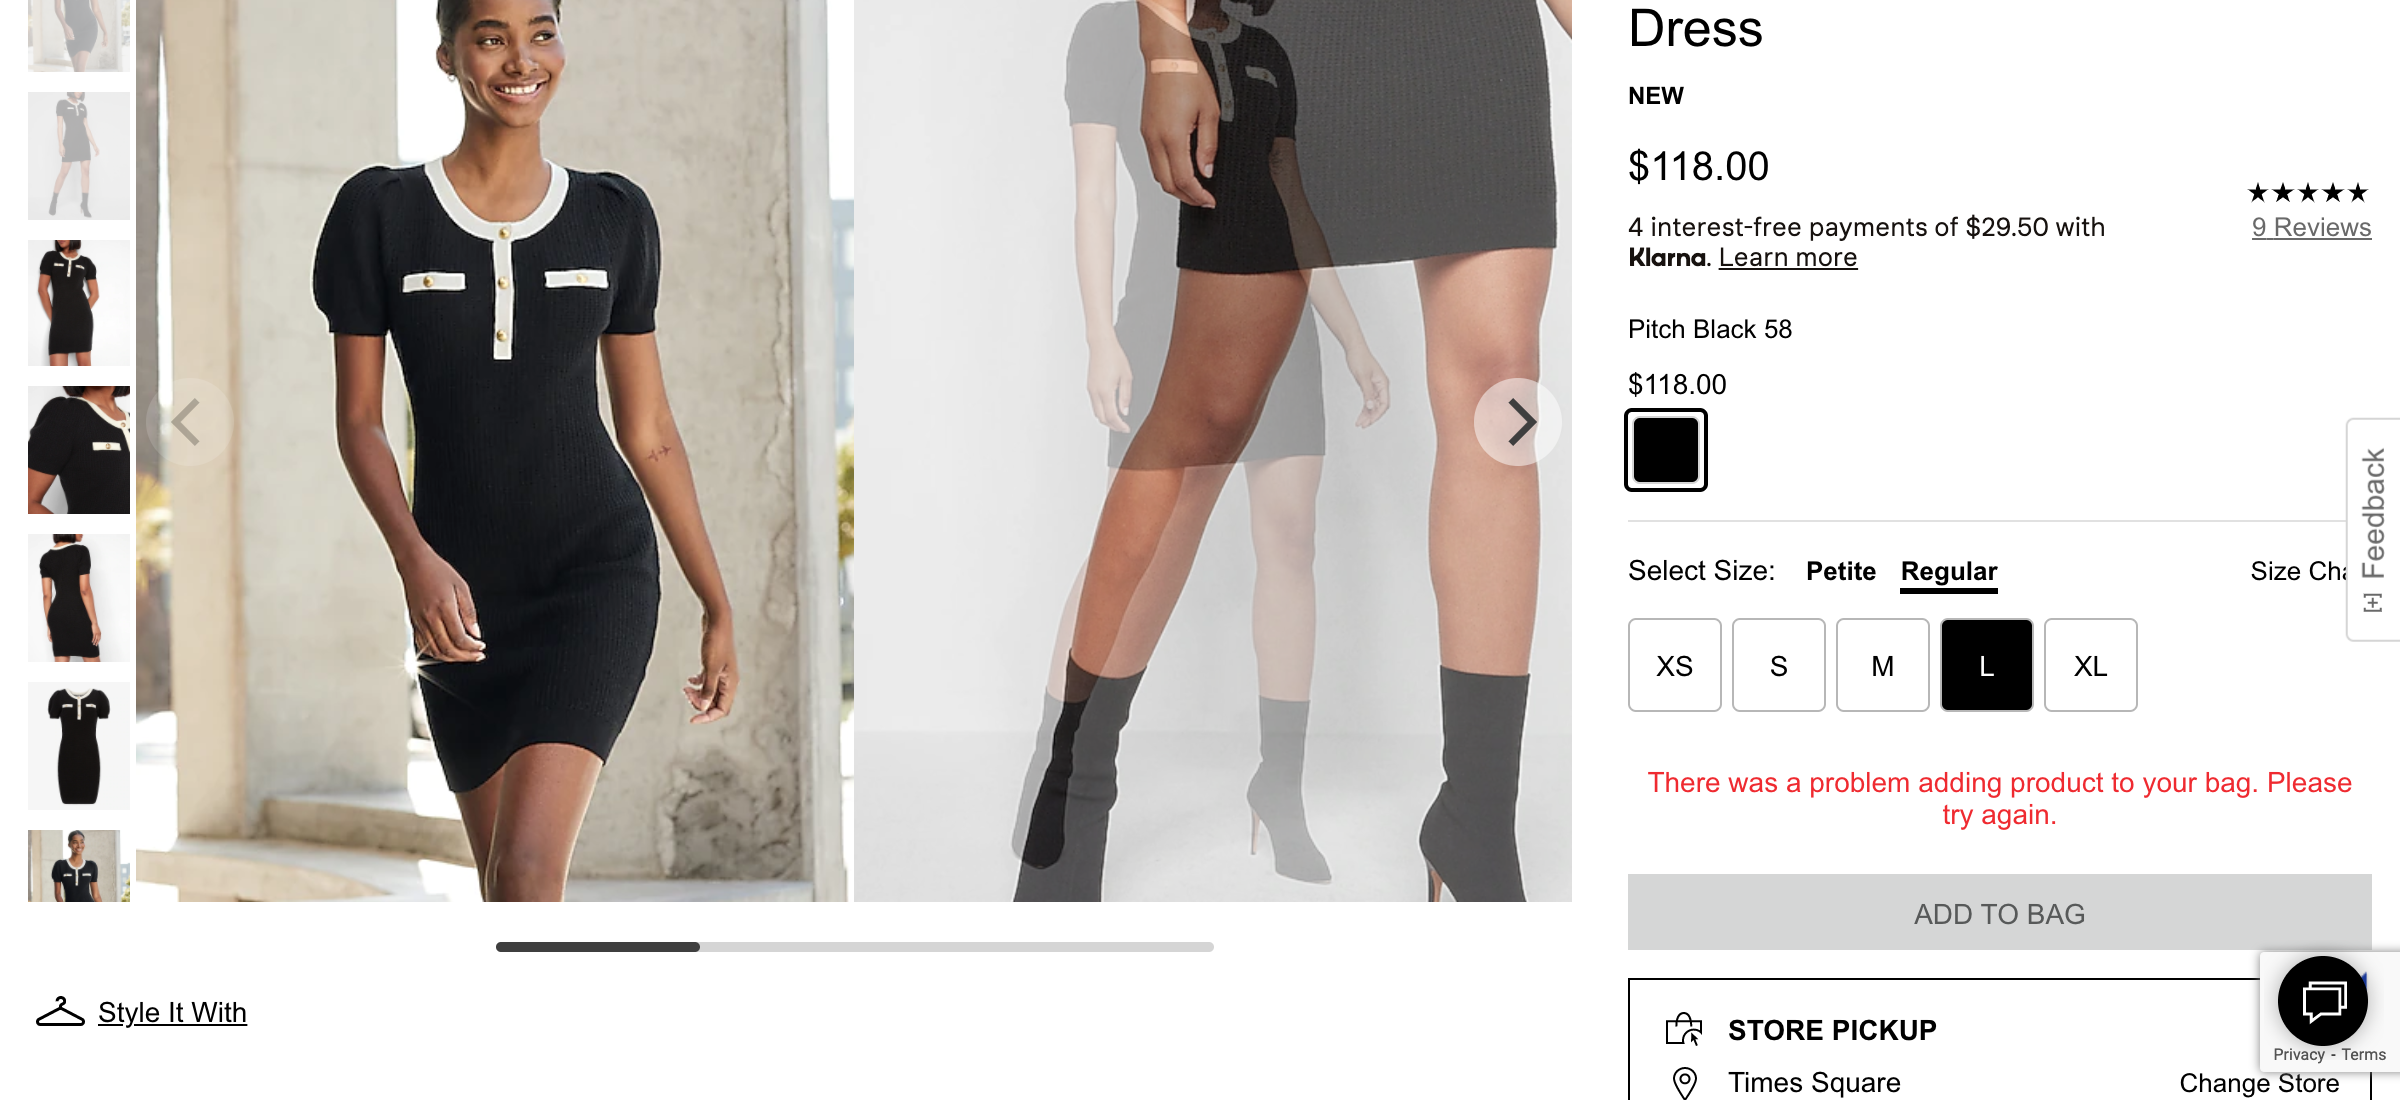 Dress
NEW
$118.00
4 interest-free payments of $29.50 with
Klarna. Learn more
9 Reviews
Pitch Black 58
$118.00
Select Size: Petite Regular
Size Cha
XS S M L XL
There was a problem adding product to your bag. Please
try again.
ADD TO BAG
STORE PICKUP
Times Square
Change Store
[+] Feedback
Privacy - Terms
Style It With